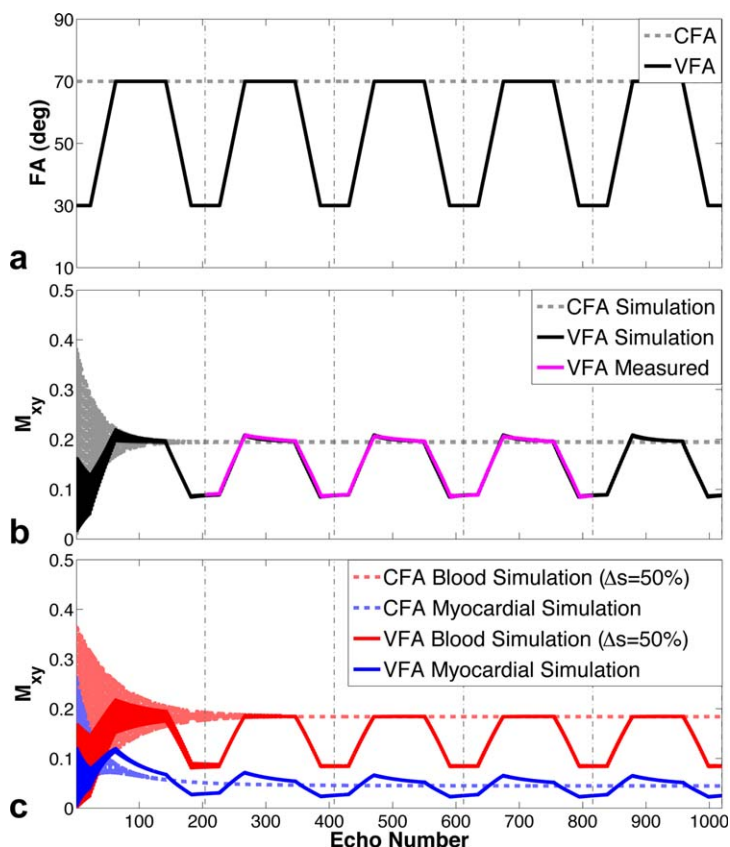 90
70
50
30
10
FA (deg)
CFA
VFA
a
0.5
0.4
0.3
0.2
0.1
0
M_xy
CFA Simulation
VFA Simulation
VFA Measured
b
0.5
0.4
0.3
0.2
0.1
0
M_xy
CFA Blood Simulation (Δs=50%)
CFA Myocardial Simulation
VFA Blood Simulation (Δs=50%)
VFA Myocardial Simulation
c
100 200 300 400 500 600 700 800 900 1000
Echo Number